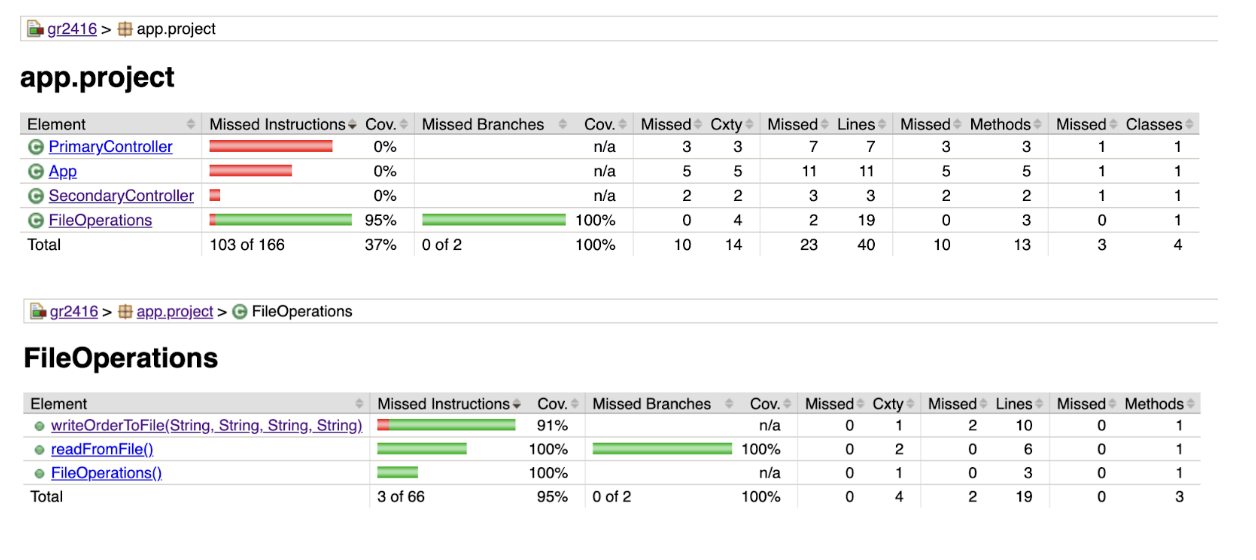 gr2416 > app.project
app.project
Element Missed Instructions Cov. Missed Branches Cov. Missed Cxty Missed Lines Missed Methods Missed Classes
PrimaryController 0% n/a 3 3 7 7 3 3 1 1
App 0% n/a 5 5 11 11 5 5 1 1
SecondaryController 0% n/a 2 2 3 3 2 2 1 1
FileOperations 95% 100% 0 4 2 19 0 3 0 1
Total 103 of 166 37% 0 of 2 100% 10 14 23 40 10 13 3 4
gr2416 > app.project > FileOperations
FileOperations
Element Missed Instructions Cov. Missed Branches Cov. Missed Cxty Missed Lines Missed Methods
writeOrderToFile(String, String, String, String) 91% n/a 0 1 2 10 0 1
readFromFile() 100% 100% 0 2 0 6 0 1
FileOperations() 100% n/a 0 1 0 3 0 1
Total 3 of 66 95% 0 of 2 100% 0 4 2 19 0 3